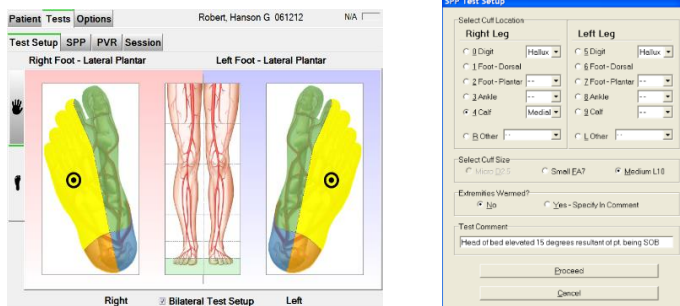 Patient Tests Options Robert, Hanson G 061212 N/A
Test Setup SPP PVR Session
Right Foot - Lateral Plantar Left Foot - Lateral Plantar
Right Bilateral Test Setup Left
SPP Test Setup
Select Cuff Location
Right Leg Left Leg
0 Digit Hallux 5 Digit Hallux
1 Foot - Dorsal 6 Foot - Dorsal
2 Foot - Plantar -- 7 Foot - Plantar --
3 Ankle -- 8 Ankle --
4 Calf Medial 9 Calf --
R Other -- L Other --
Select Cuff Size
Micro D7.5 Small EA7 Medium L10
Extremities Warmed?
No Yes - Specify In Comment
Test Comment
Head of bed elevated 15 degrees resultant of pt. being SOB
Proceed
Cancel